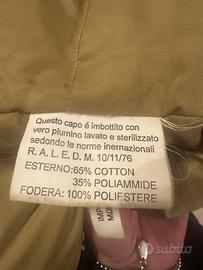 Questo capo é imbottito con
vero piumino lavato e sterilizzato
sedondo le norme inernazionali
R. A. L. E. D. M. 10/11/76
ESTERNO: 65% COTTON
35% POLIAMMIDE
FODERA: 100% POLIESTERE
subito